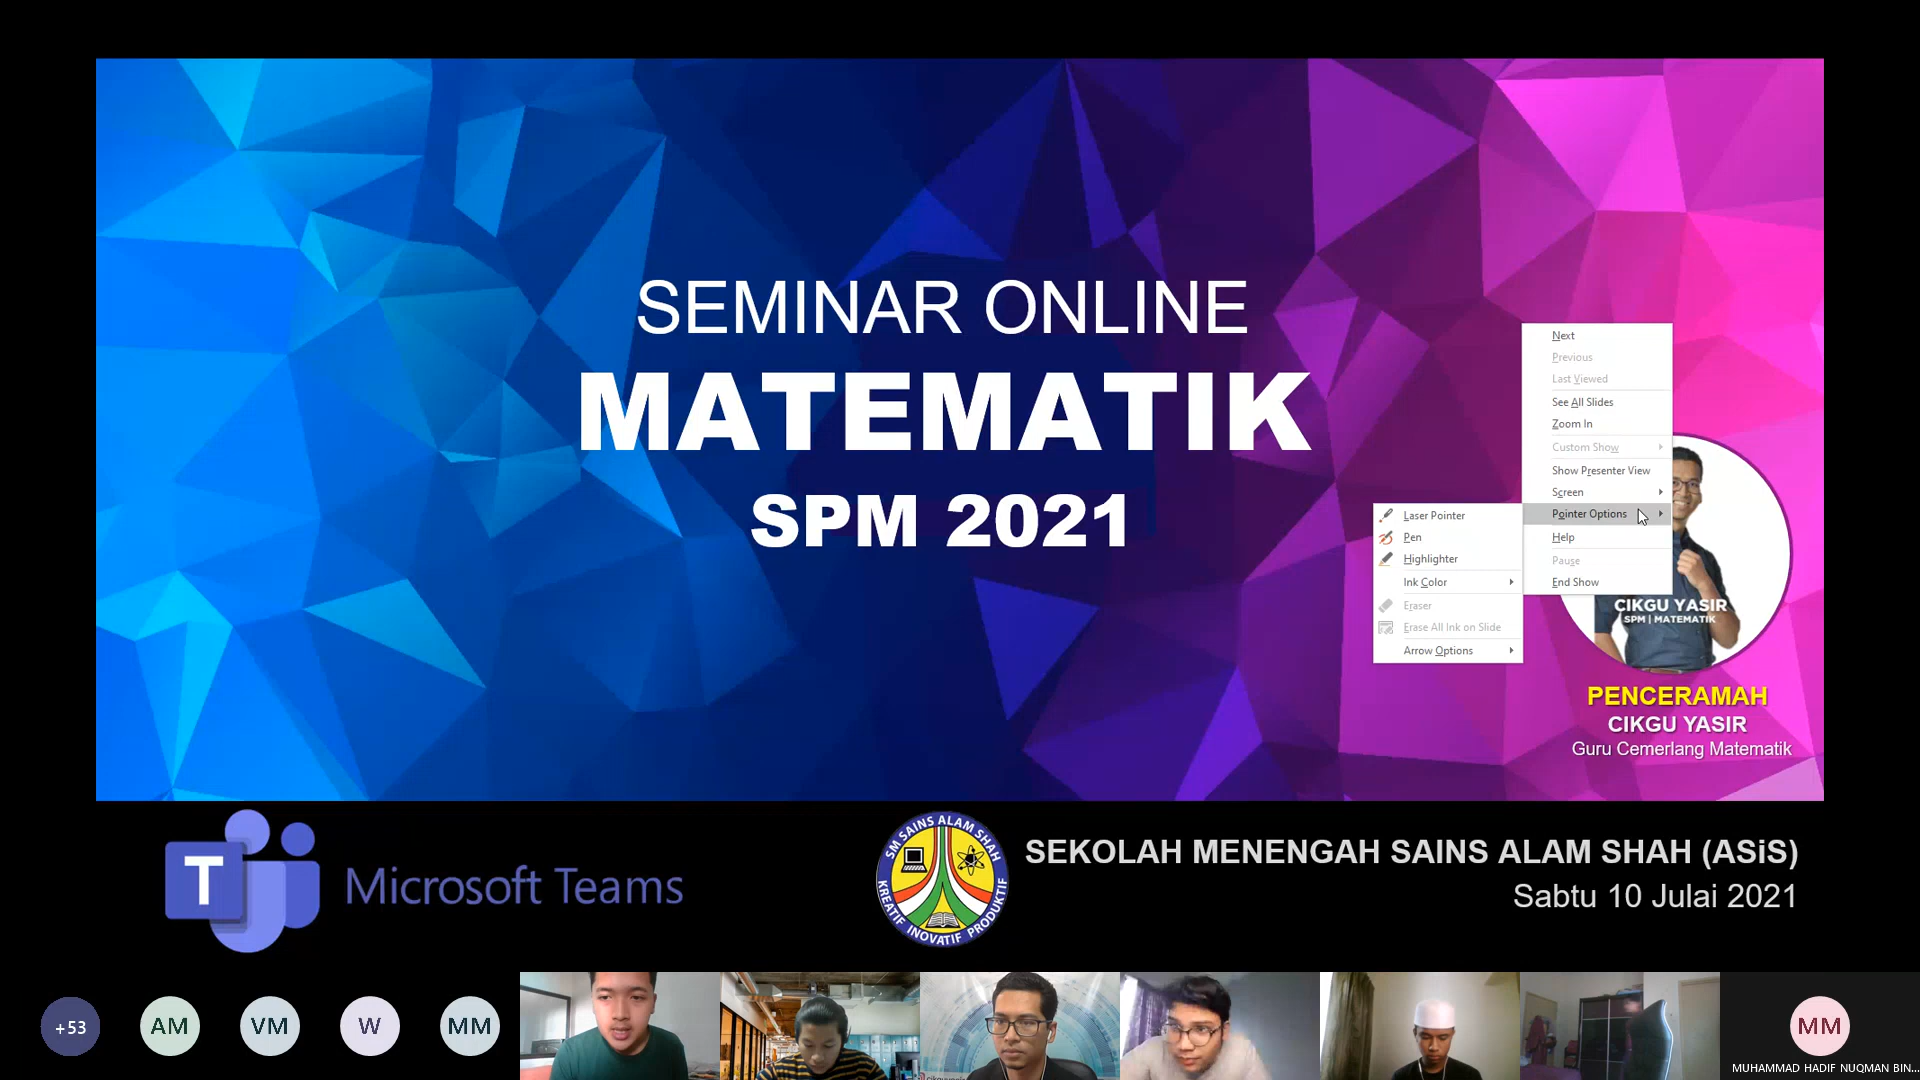 SEMINAR ONLINE
MATEMATIK
SPM 2021
Next
Previous
Last Viewed
See All Slides
Zoom In
Custom Show
Show Presenter View
Screen
Pointer Options
Help
Pause
End Show
Laser Pointer
Pen
Highlighter
Ink Color
Eraser
Erase All Ink on Slide
Arrow Options
CIKGU YASIR
SPM | MATEMATIK
PENCERAMAH
CIKGU YASIR
Guru Cemerlang Matematik
T
Microsoft Teams
SM SAINS ALAM SHAH
KREATIF INOVATIF PRODUKTIF
SEKOLAH MENENGAH SAINS ALAM SHAH (ASiS)
Sabtu 10 Julai 2021
+53
AM
VM
W
MM
MM
MUHAMMAD HADIF NUQMAN BIN...